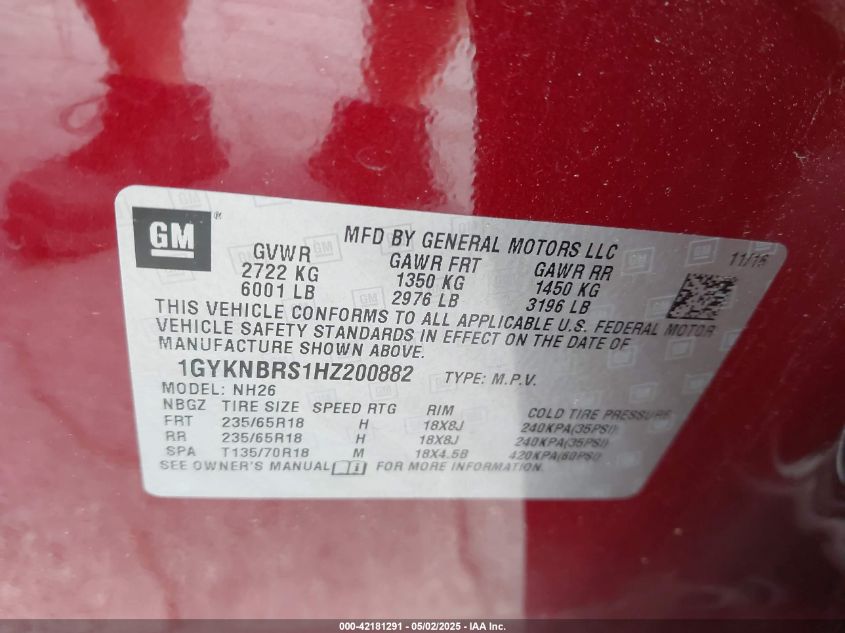 GM ®
MFD BY GENERAL MOTORS LLC
11/16
GVWR GAWR FRT GAWR RR
2722 KG 1350 KG 1450 KG
6001 LB 2976 LB 3196 LB
THIS VEHICLE CONFORMS TO ALL APPLICABLE U.S. FEDERAL MOTOR
VEHICLE SAFETY STANDARDS IN EFFECT ON THE DATE OF
MANUFACTURE SHOWN ABOVE.
1GYKNBRS1HZ200882 TYPE: M.P.V.
MODEL: NH26
NBGZ TIRE SIZE SPEED RTG RIM COLD TIRE PRESSURE
FRT 235/65R18 H 18X8J 240KPA(35PSI)
RR 235/65R18 H 18X8J 240KPA(35PSI)
SPA T135/70R18 M 18X4.5B 420KPA(60PSI)
SEE OWNER'S MANUAL FOR MORE INFORMATION.
000-42181291 - 05/02/2025 - IAA Inc.